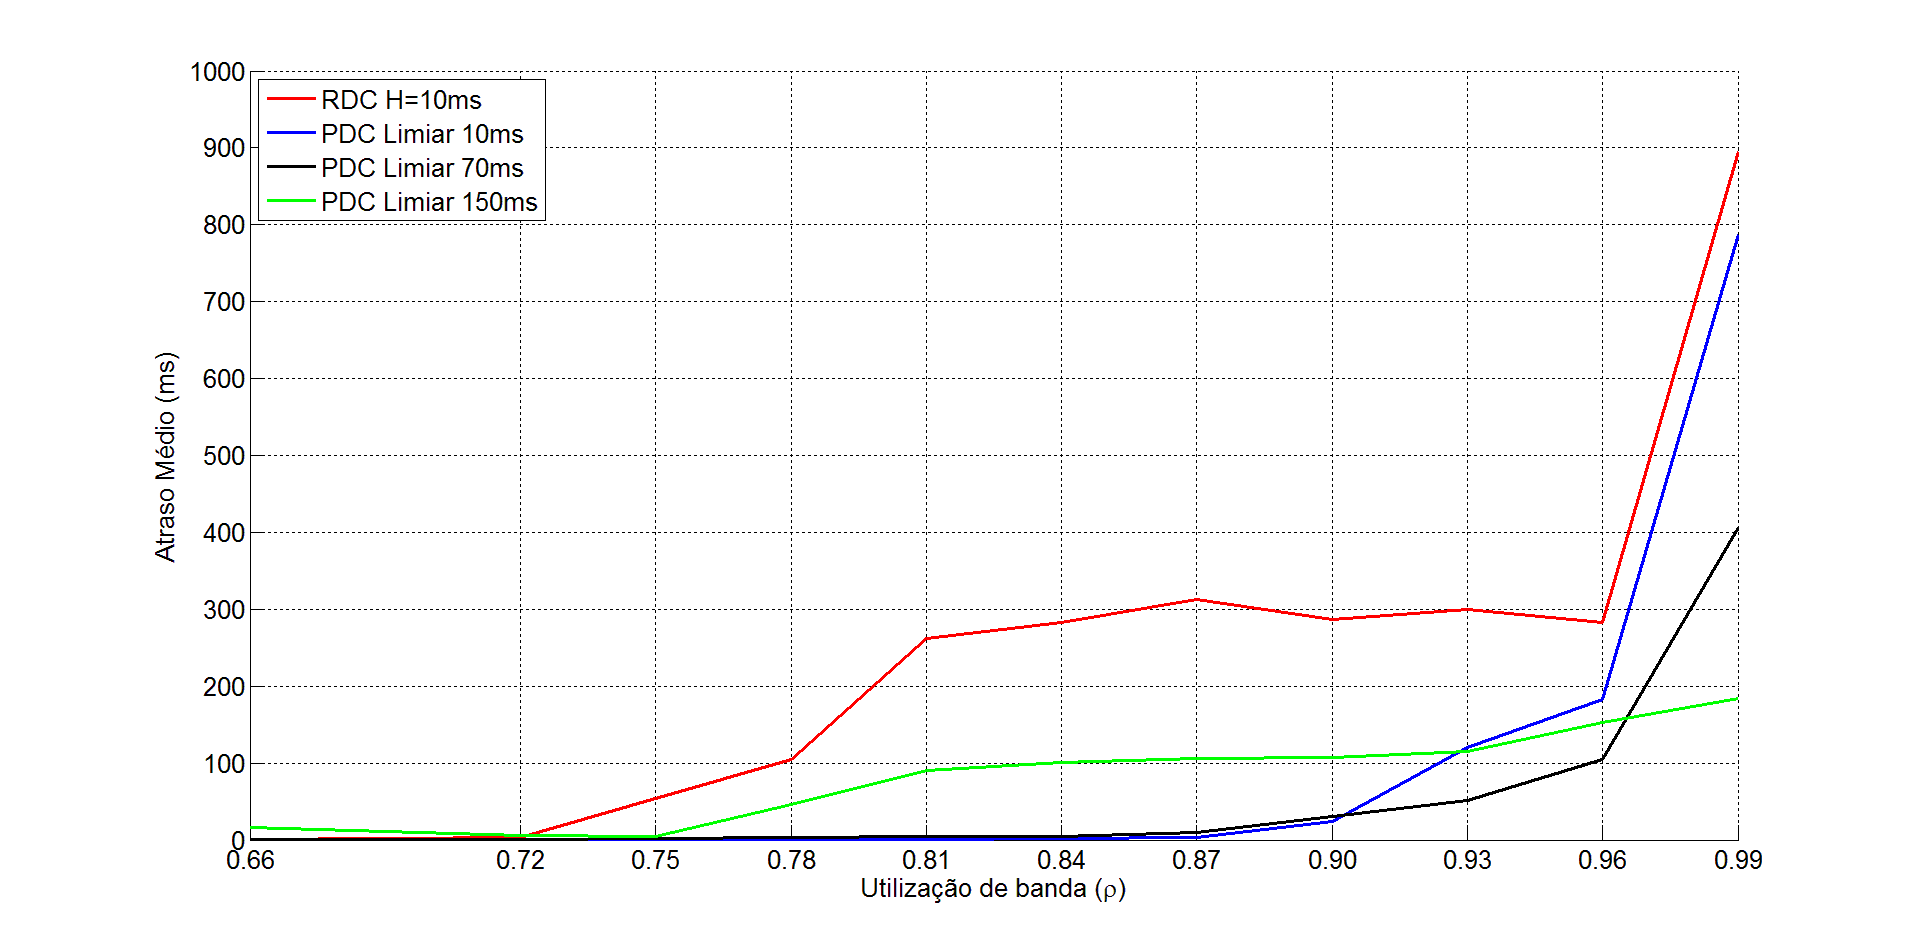 1000
900
800
700
600
500
400
300
200
100
0
Atraso Médio (ms)
RDC H=10ms
PDC Limiar 10ms
PDC Limiar 70ms
PDC Limiar 150ms
0.66 0.72 0.75 0.78 0.81 0.84 0.87 0.90 0.93 0.96 0.99
Utilização de banda (ρ)